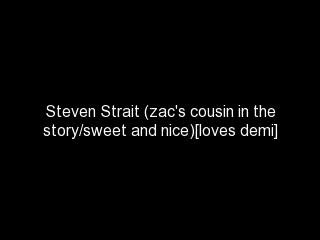 Steven Strait (zac's cousin in the
story/sweet and nice)[loves demi]